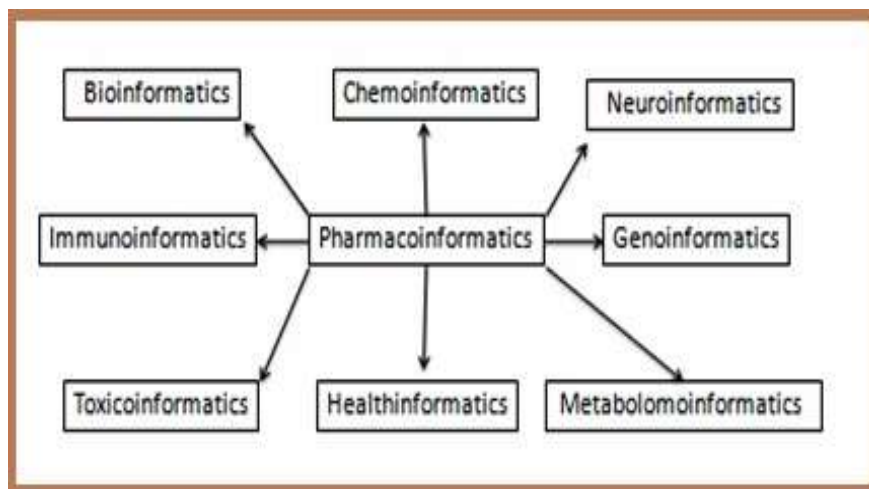 Bioinformatics
Chemoinformatics
Neuroinformatics
Immunoinformatics
Pharmacoinformatics
Genoinformatics
Toxicoinformatics
Healthinformatics
Metabolomoinformatics